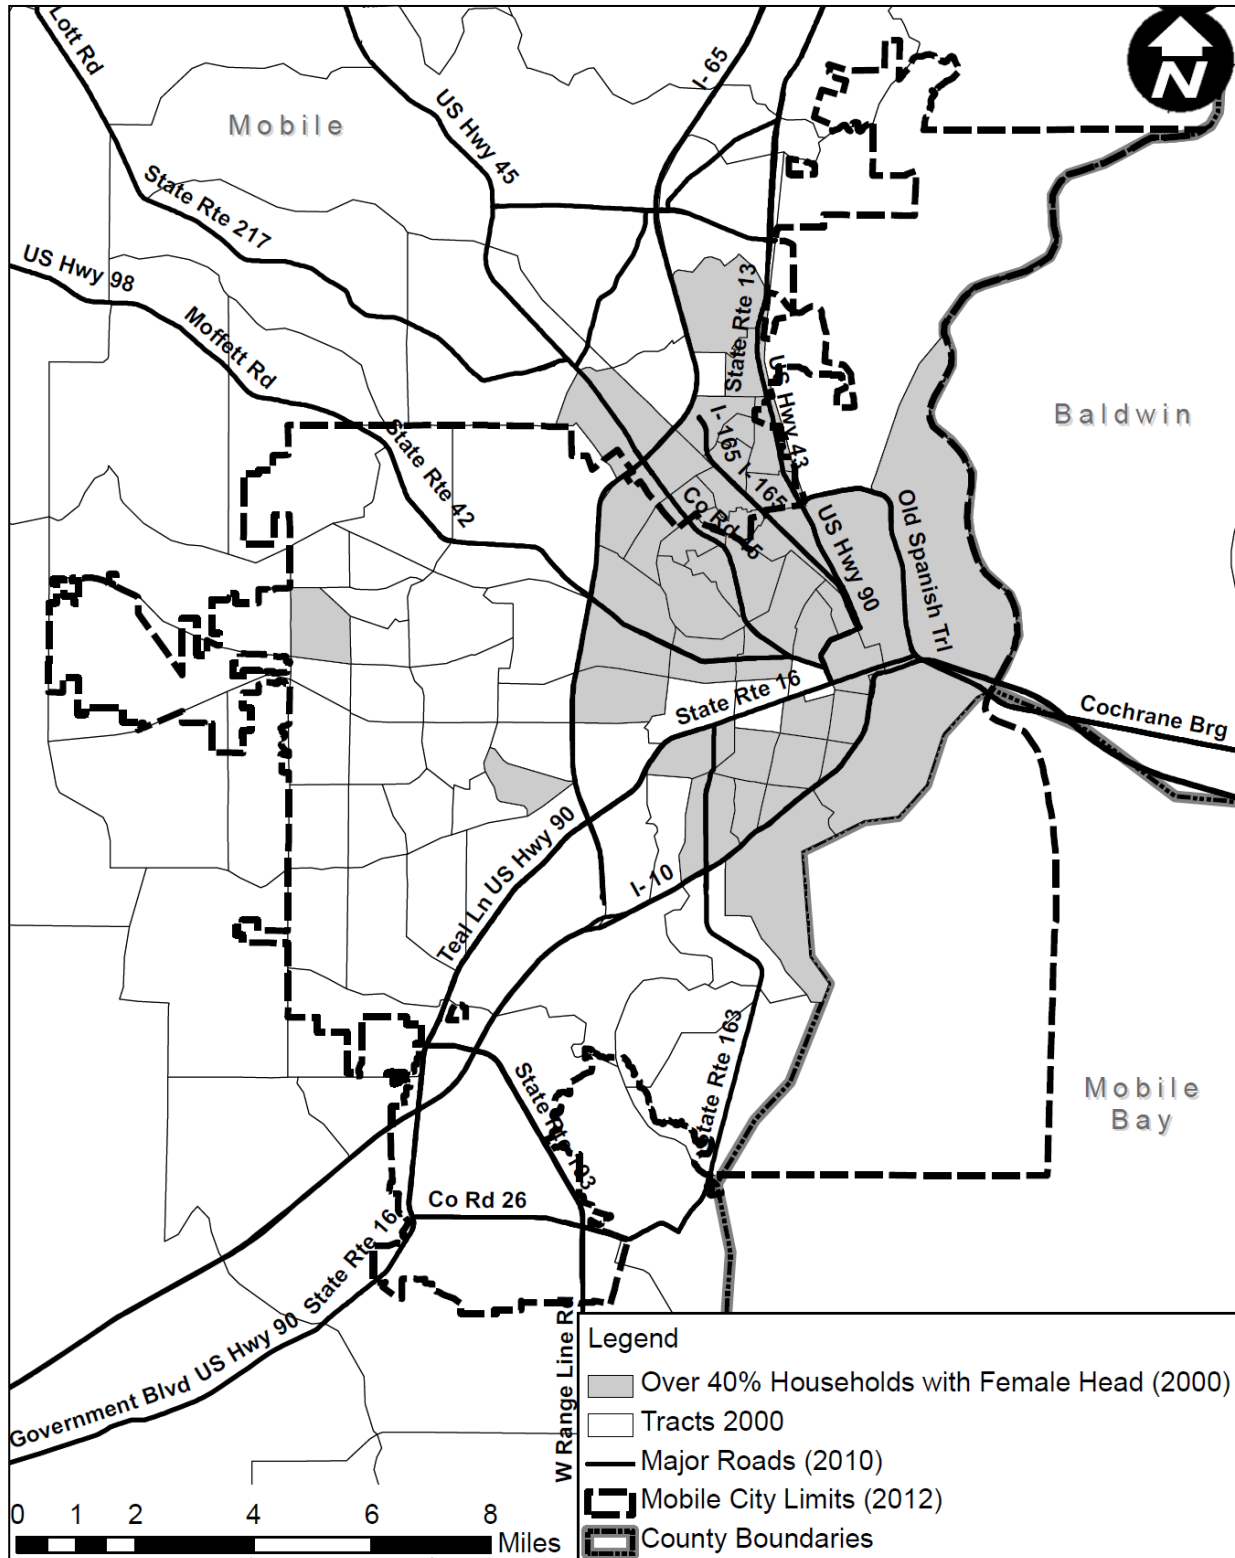 Lott Rd
I- 65
N
US Hwy 45
Mobile
State Rte 217
US Hwy 98
Moffett Rd
State Rte 13
US Hwy 43
Baldwin
State Rte 42
I- 165
I- 165
Co Rd 45
US Hwy 90
Old Spanish Trl
State Rte 16
Cochrane Brg
Teal Ln US Hwy 90
I- 10
State Rte 163
State Rte 193
Mobile
Bay
Co Rd 26
State Rte 16
Government Blvd US Hwy 90
W Range Line Rd
Legend
Over 40% Households with Female Head (2000)
Tracts 2000
Major Roads (2010)
Mobile City Limits (2012)
County Boundaries
0 1 2 4 6 8
Miles